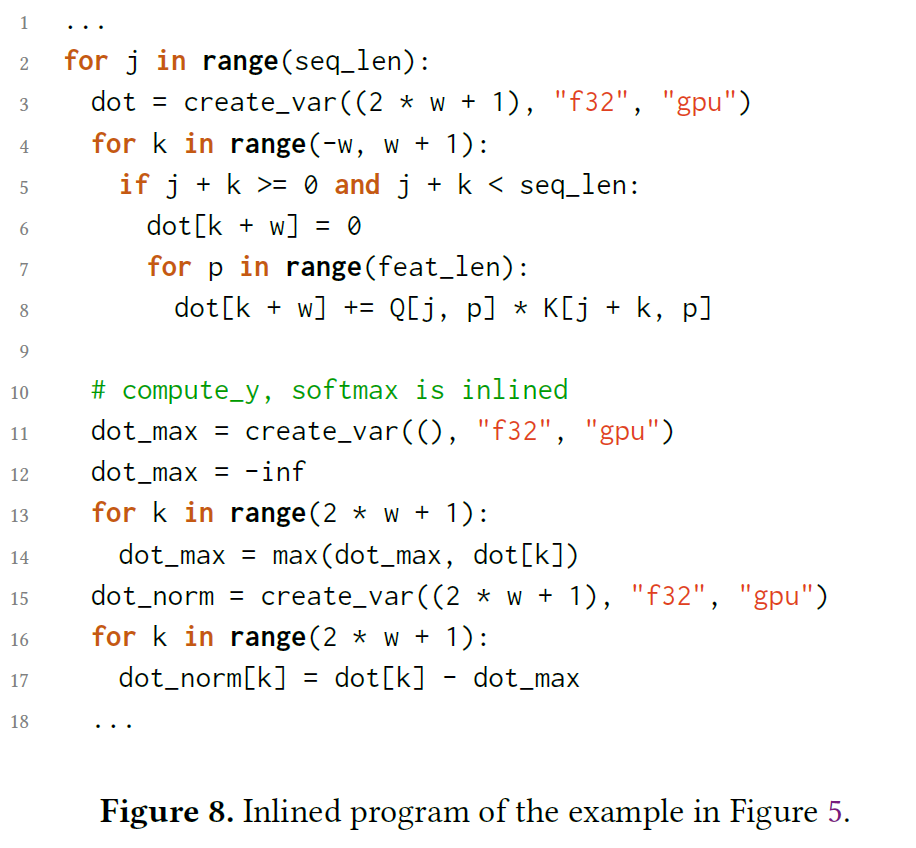 1 ...
2 for j in range(seq_len):
3 dot = create_var((2 * w + 1), "f32", "gpu")
4 for k in range(-w, w + 1):
5 if j + k >= 0 and j + k < seq_len:
6 dot[k + w] = 0
7 for p in range(feat_len):
8 dot[k + w] += Q[j, p] * K[j + k, p]
9
10 # compute_y, softmax is inlined
11 dot_max = create_var((), "f32", "gpu")
12 dot_max = -inf
13 for k in range(2 * w + 1):
14 dot_max = max(dot_max, dot[k])
15 dot_norm = create_var((2 * w + 1), "f32", "gpu")
16 for k in range(2 * w + 1):
17 dot_norm[k] = dot[k] - dot_max
18 ...
Figure 8. Inlined program of the example in Figure 5.